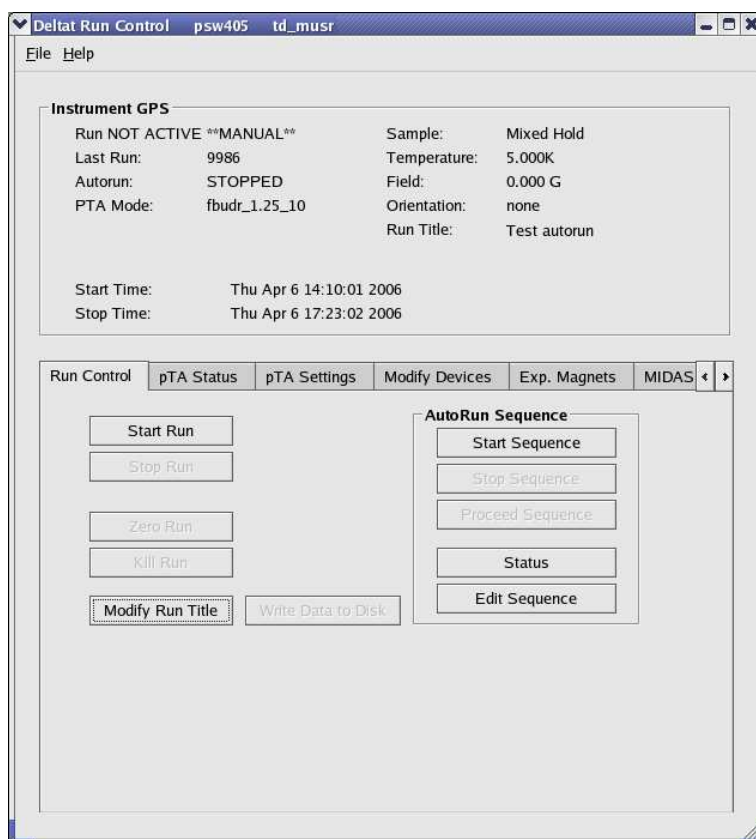 Deltat Run Control psw405 td_musr
File Help
Instrument GPS
Run NOT ACTIVE **MANUAL**
Last Run: 9986
Autorun: STOPPED
PTA Mode: fbudr_1.25_10
Sample: Mixed Hold
Temperature: 5.000K
Field: 0.000 G
Orientation: none
Run Title: Test autorun
Start Time: Thu Apr 6 14:10:01 2006
Stop Time: Thu Apr 6 17:23:02 2006
Run Control pTA Status pTA Settings Modify Devices Exp. Magnets MIDAS
Start Run
Stop Run
Zero Run
Kill Run
Modify Run Title Write Data to Disk
AutoRun Sequence
Start Sequence
Stop Sequence
Proceed Sequence
Status
Edit Sequence